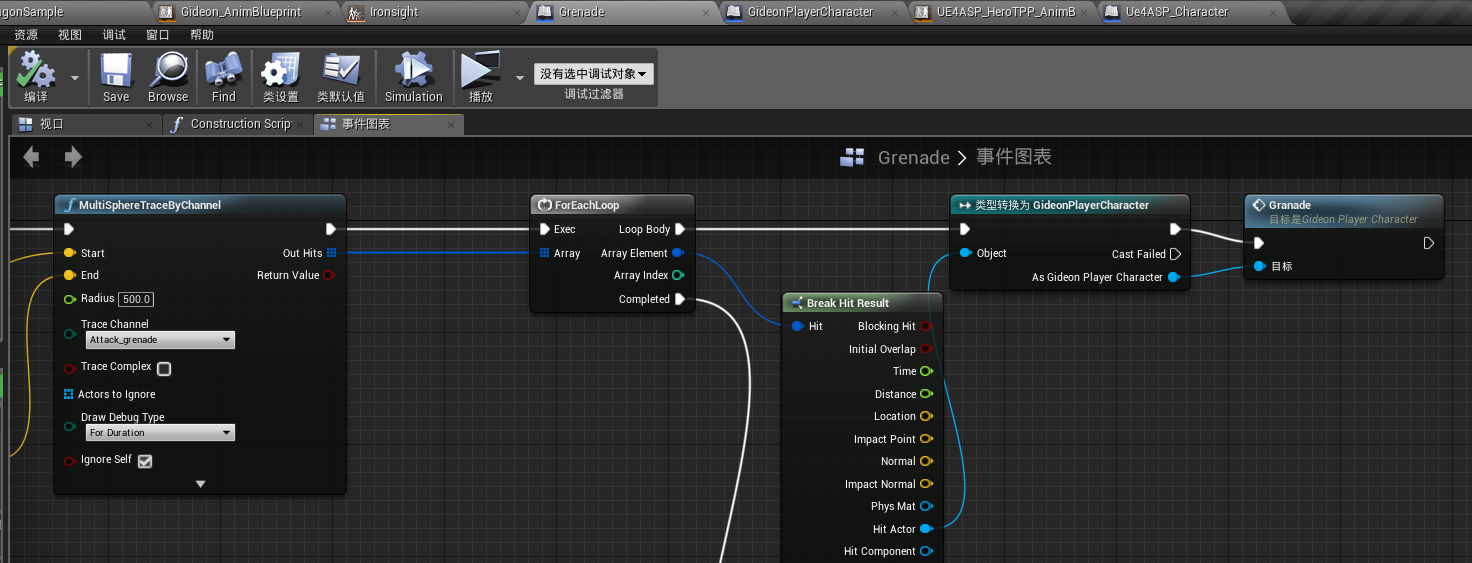 agonSample
Gideon_AnimBlueprint
Ironsight
Grenade
GideonPlayerCharacter
UE4ASP_HeroTPP_AnimB
Ue4ASP_Character
资源 视图 调试 窗口 帮助
编译
Save
Browse
Find
类设置
类默认值
Simulation
播放
没有选中调试对象
调试过滤器
视口
Construction Scrip
事件图表
Grenade > 事件图表
MultiSphereTraceByChannel
Start
Out Hits
End
Return Value
Radius 500.0
Trace Channel
Attack_grenade
Trace Complex
Actors to Ignore
Draw Debug Type
For Duration
Ignore Self
ForEachLoop
Exec
Loop Body
Array
Array Element
Array Index
Completed
Break Hit Result
Hit
Blocking Hit
Initial Overlap
Time
Distance
Location
Impact Point
Normal
Impact Normal
Phys Mat
Hit Actor
Hit Component
类型转换为 GideonPlayerCharacter
Object
Cast Failed
As Gideon Player Character
Granade
目标是Gideon Player Character
目标